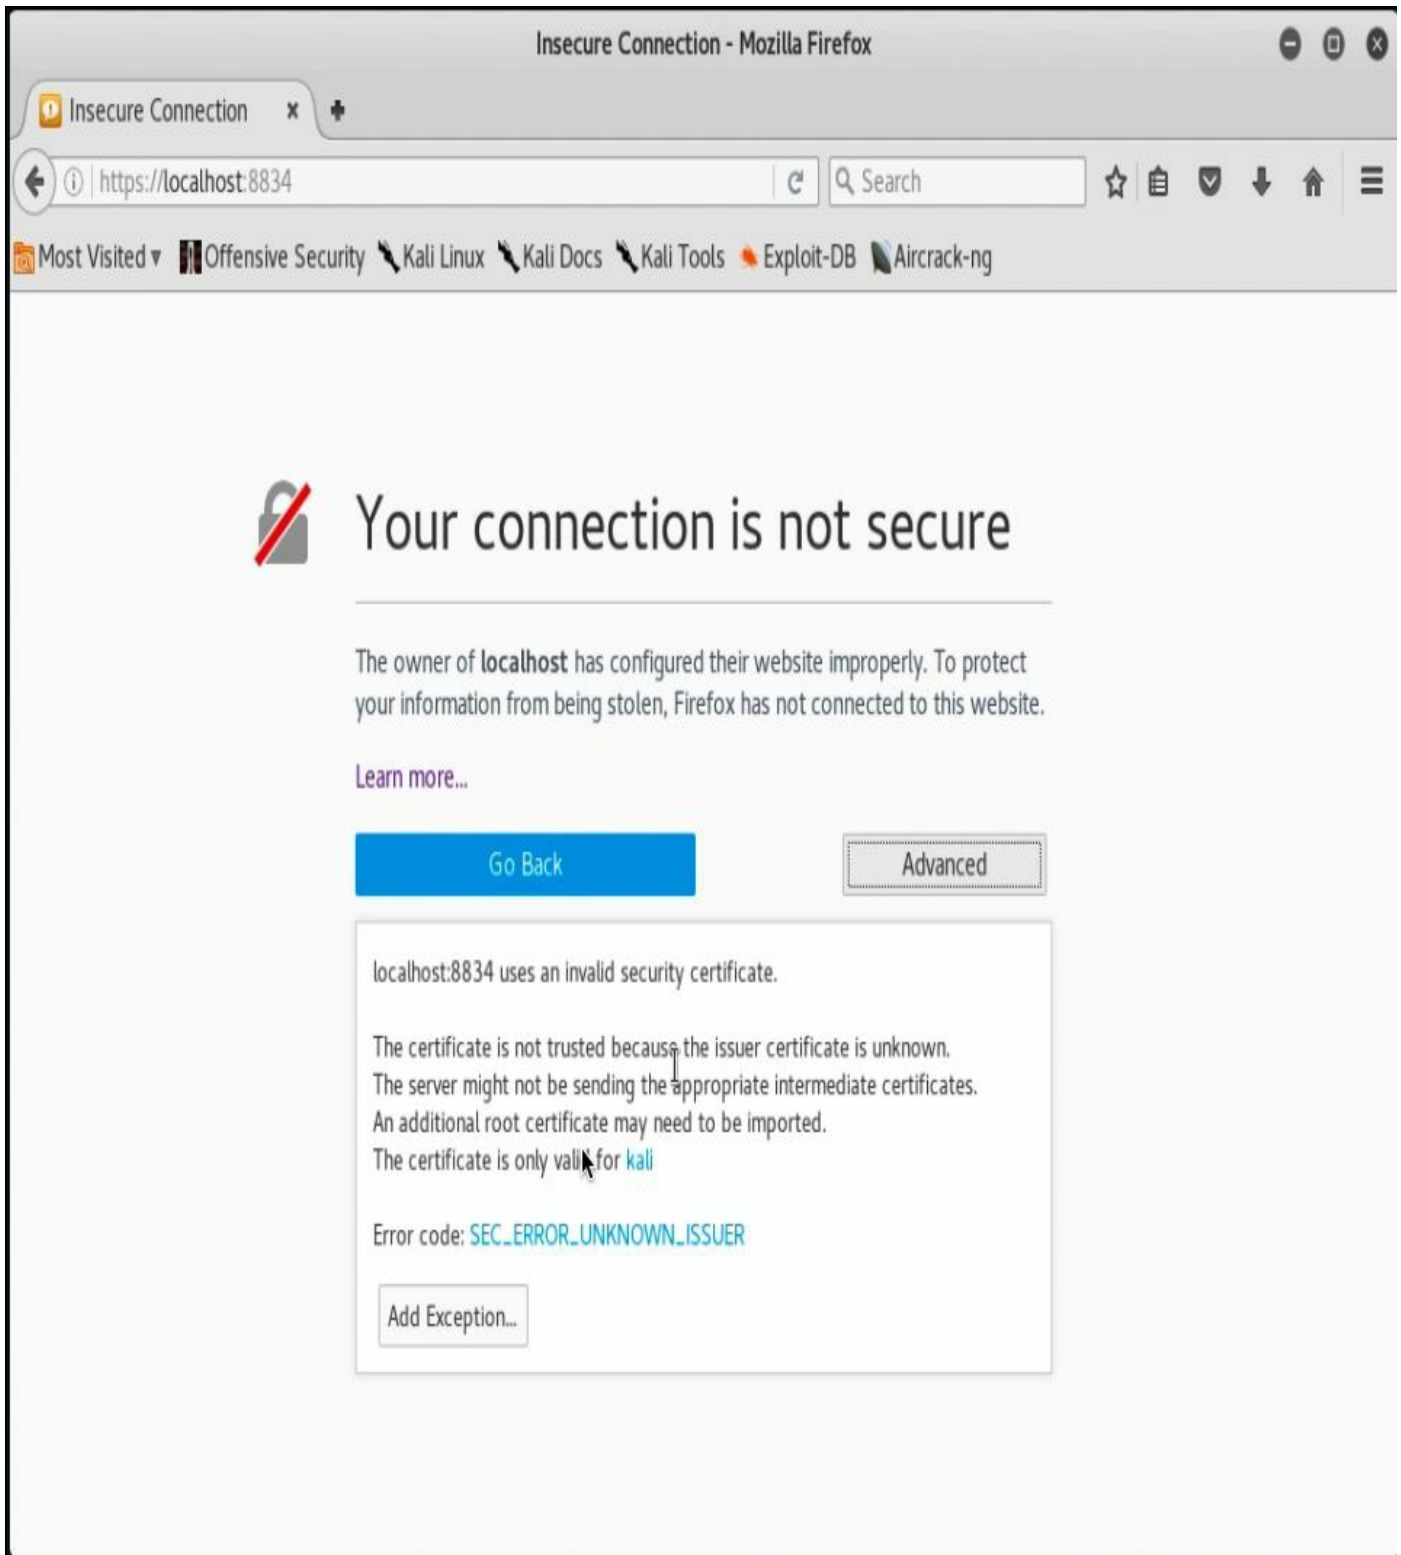 Insecure Connection - Mozilla Firefox
Insecure Connection
https://localhost:8834
Search
Most Visited Offensive Security Kali Linux Kali Docs Kali Tools Exploit-DB Aircrack-ng
Your connection is not secure
The owner of localhost has configured their website improperly. To protect
your information from being stolen, Firefox has not connected to this website.
Learn more...
Go Back
Advanced
localhost:8834 uses an invalid security certificate.
The certificate is not trusted because the issuer certificate is unknown.
The server might not be sending the appropriate intermediate certificates.
An additional root certificate may need to be imported.
The certificate is only valid for kali
Error code: SEC_ERROR_UNKNOWN_ISSUER
Add Exception...